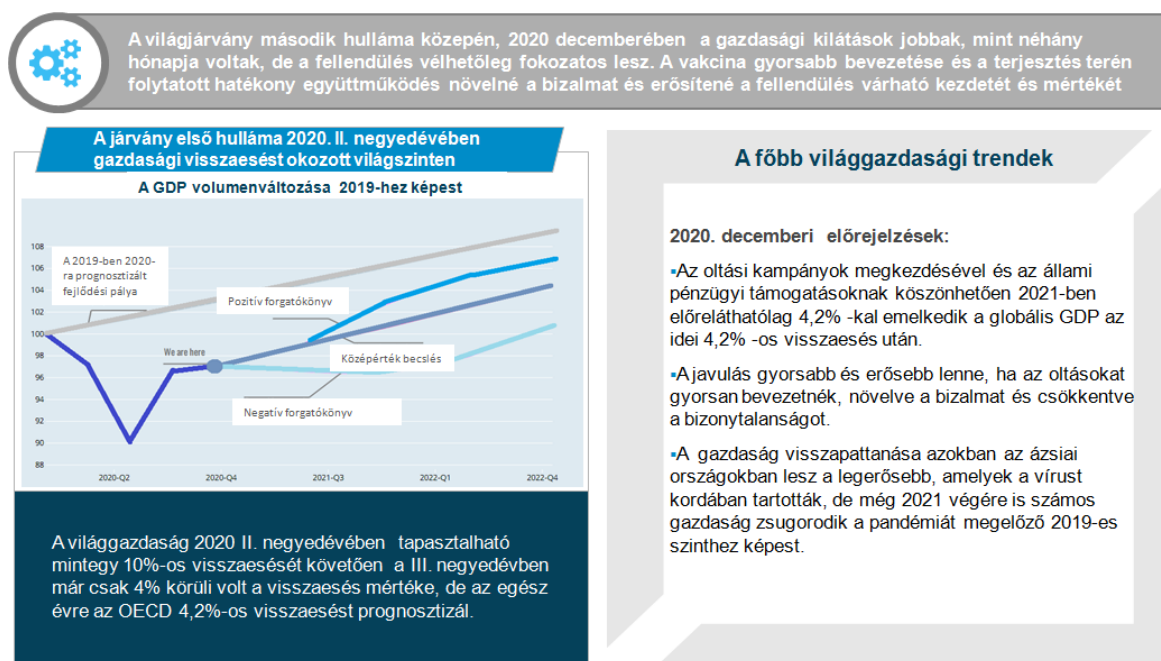 A világjárvány második hulláma közepén, 2020 decemberében a gazdasági kilátások jobbak, mint néhány
hónapja voltak, de a fellendülés vélhetőleg fokozatos lesz. A vakcina gyorsabb bevezetése és a terjesztés terén
folytatott hatékony együttműködés növelné a bizalmat és erősítené a fellendülés várható kezdetét és mértékét
A járvány első hulláma 2020. II. negyedévében
gazdasági visszaesést okozott világszinten
A GDP volumenváltozása 2019-hez képest
108
106
104
102
100
98
96
94
92
90
88
A 2019-ben 2020-
ra prognosztizált
fejlődési pálya
Pozitív forgatókönyv
We are here
Középérték becslés
Negatív forgatókönyv
2020-Q2
2020-Q4
2021-Q3
2022-Q1
2022-Q4
A világgazdaság 2020 II. negyedévében tapasztalható
mintegy 10%-os visszaesését követően a III. negyedévben
már csak 4% körüli volt a visszaesés mértéke, de az egész
évre az OECD 4,2%-os visszaesést prognosztizál.
A főbb világgazdasági trendek
2020. decemberi előrejelzések:
▪Az oltási kampányok megkezdésével és az állami
pénzügyi támogatásoknak köszönhetően 2021-ben
előreláthatólag 4,2% -kal emelkedik a globális GDP az
idei 4,2% -os visszaesés után.
▪A javulás gyorsabb és erősebb lenne, ha az oltásokat
gyorsan bevezetnék, növelve a bizalmat és csökkentve
a bizonytalanságot.
▪A gazdaság visszapattanása azokban az ázsiai
országokban lesz a legerősebb, amelyek a vírust
kordában tartották, de még 2021 végére is számos
gazdaság zsugorodik a pandémiát megelőző 2019-es
szinthez képest.